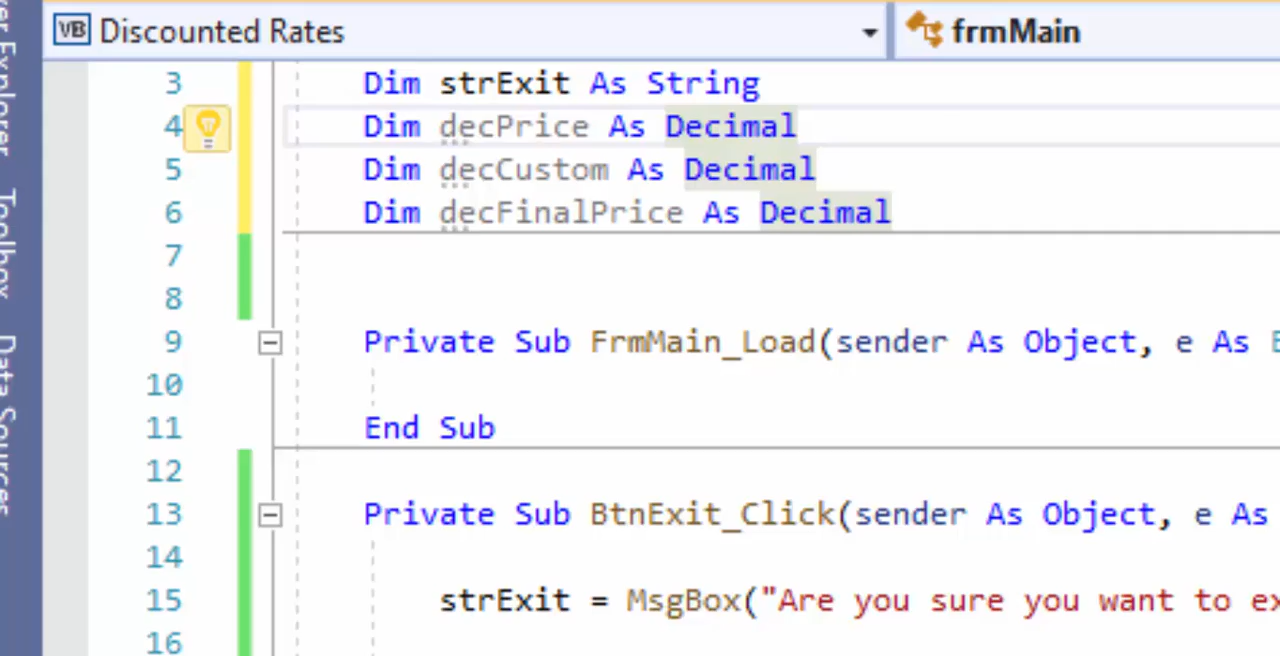 VB Discounted Rates frmMain
3 Dim strExit As String
4 Dim decPrice As Decimal
5 Dim decCustom As Decimal
6 Dim decFinalPrice As Decimal
7
8
9 Private Sub FrmMain_Load(sender As Object, e As
10
11 End Sub
12
13 Private Sub BtnExit_Click(sender As Object, e As
14
15 strExit = MsgBox("Are you sure you want to ex
16
Explorer
Toolbox
Data Sources